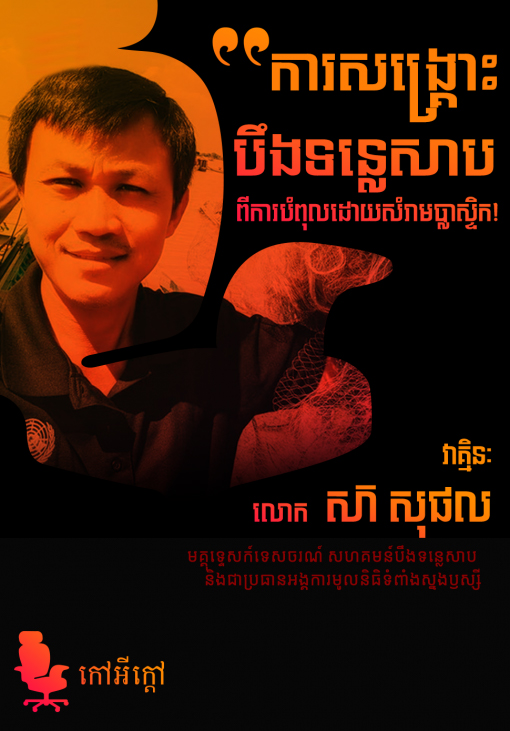 “ការសង្គ្រោះ
បឹងទន្លេសាប
ពីការបំពុលដោយសំរាមប្លាស្ទិក!
វាគ្មិន:
លោក ស៊ា សុផល
មគ្គុទ្ទេសក៍ទេសចរណ៍ សហគមន៍បឹងទន្លេសាប
និងជាប្រធានអង្គការមូលនិធិទំពាំងស្នងឫស្សី
កៅអីក្តៅ